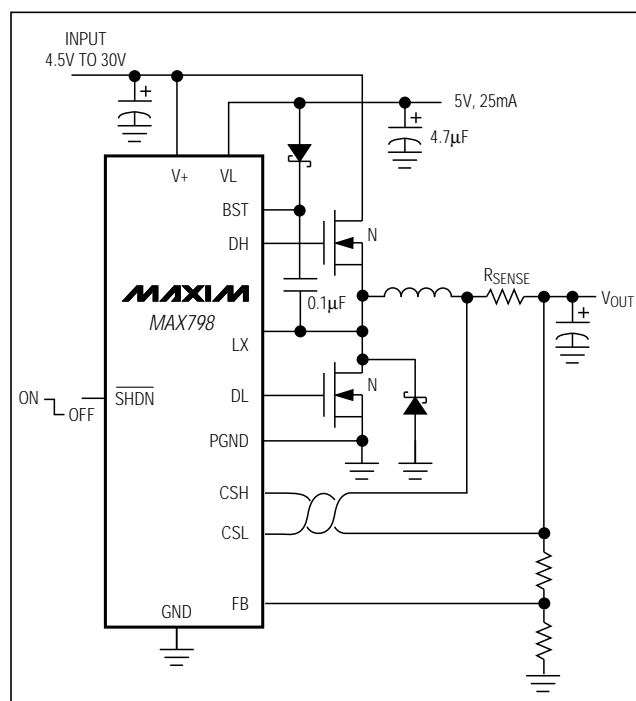 INPUT
4.5V TO 30V
+
5V, 25mA
+
4.7µF
V+
VL
BST
DH
N
MAXIM
MAX798
0.1µF
RSENSE
VOUT
+
LX
ON
OFF
SHDN
DL
N
PGND
CSH
CSL
FB
GND